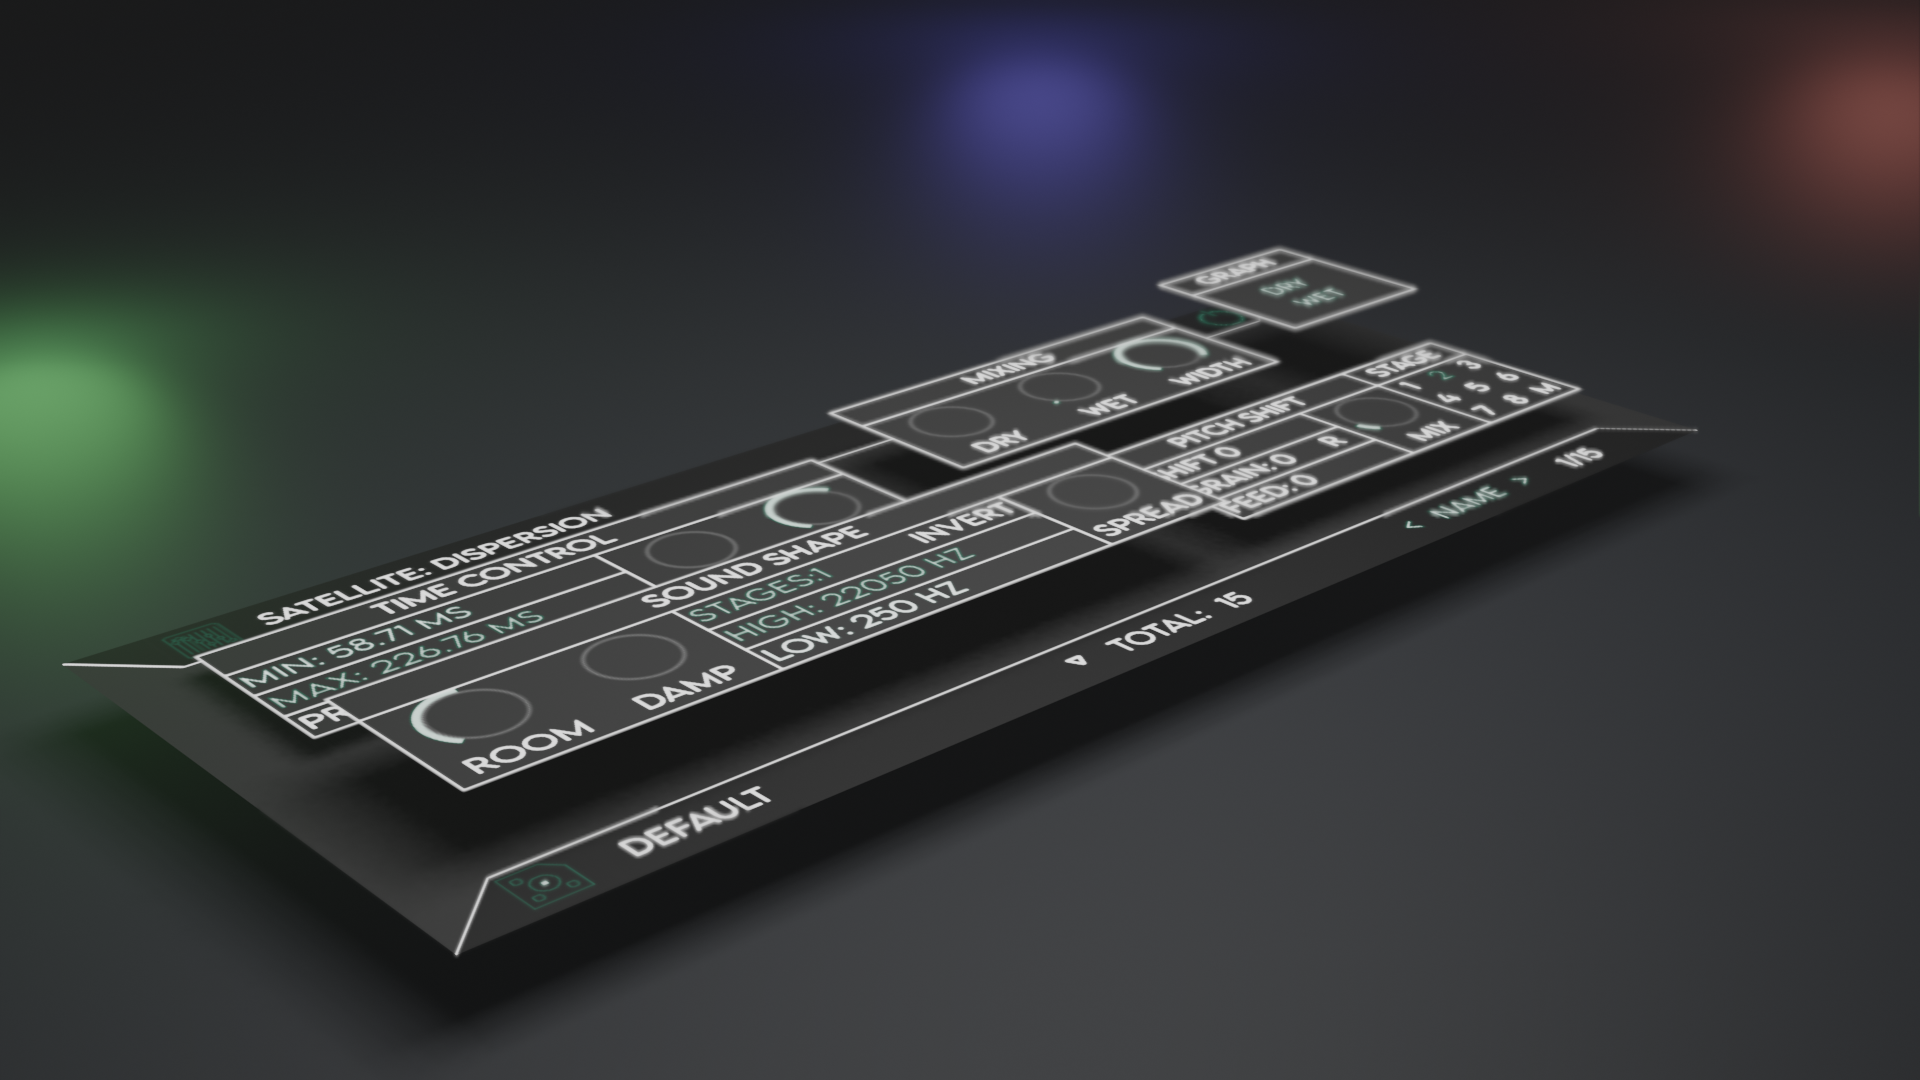 SATELLITE: DISPERSION
TIME CONTROL
MIN: 58.71 MS
MAX: 226.76 MS
PR
SOUND SHAPE
INVERT
STAGES:1
HIGH: 22050 HZ
LOW: 250 HZ
ROOM
DAMP
SPREAD
MIXING
DRY
WET
WIDTH
GRAPH
DRY
WET
PITCH SHIFT
HIFT 0
R
RAIN: 0
FEED: 0
MIX
STAGE
1 2 3
4 5 6
7 8 M
DEFAULT
▼ TOTAL: 15
< NAME >
1/15